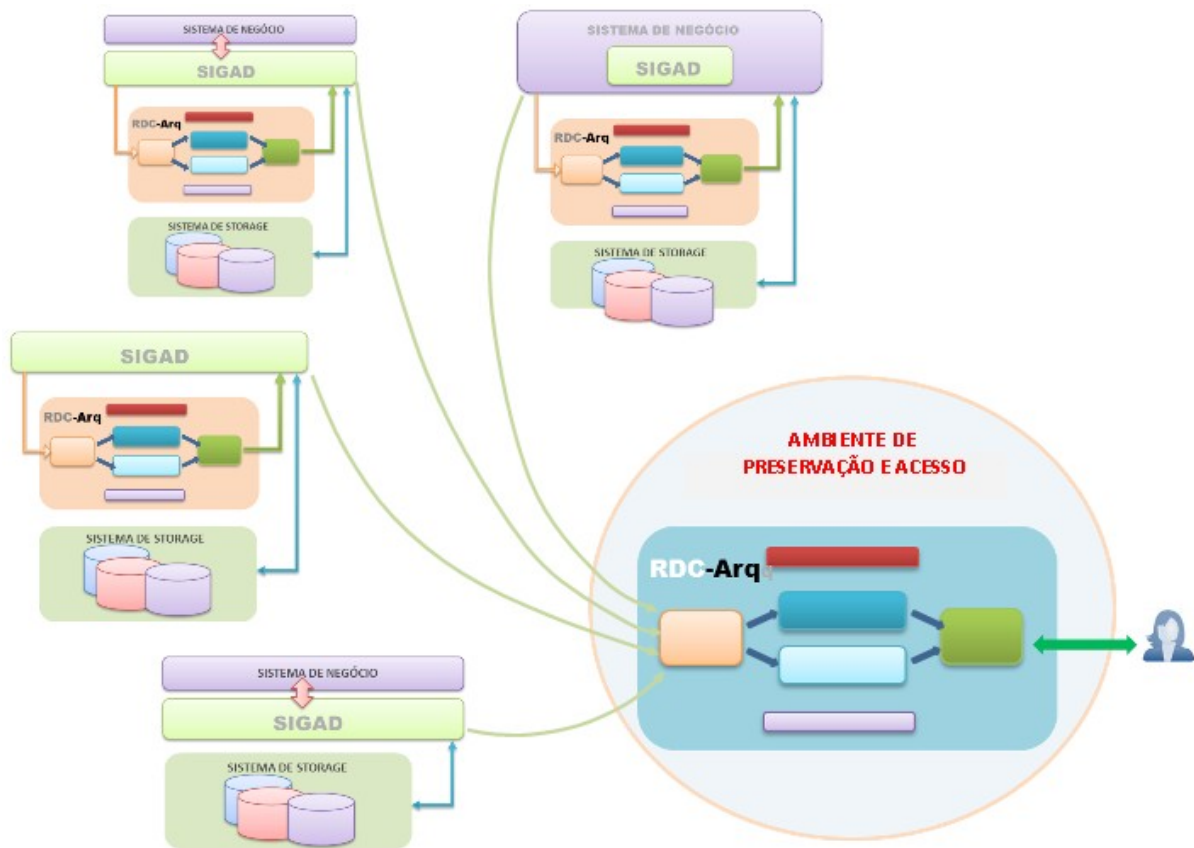 SISTEMA DE NEGÓCIO
SIGAD
RDC-Arq
SISTEMA DE STORAGE
SISTEMA DE NEGÓCIO
SIGAD
RDC-Arq
SISTEMA DE STORAGE
SIGAD
RDC-Arq
SISTEMA DE STORAGE
AMBIENTE DE
PRESERVAÇÃO E ACESSO
RDC-Arqq
SISTEMA DE NEGÓCIO
SIGAD
SISTEMA DE STORAGE